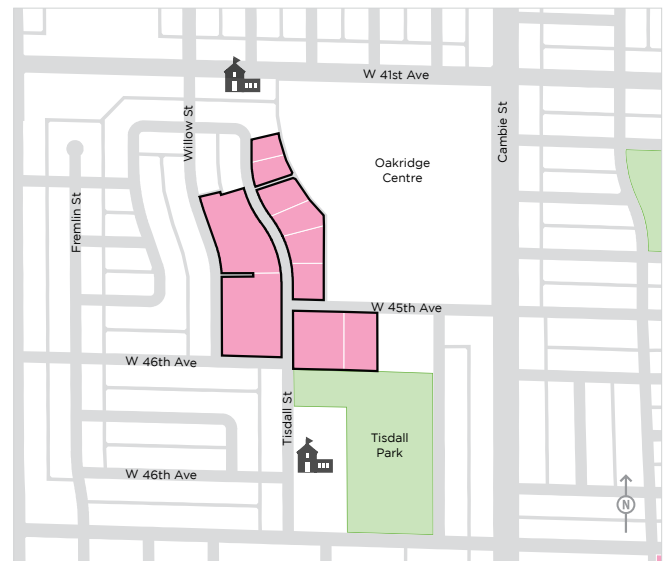 W 41st Ave
Willow St
Cambie St
Oakridge
Centre
Fremlin St
W 45th Ave
W 46th Ave
Tisdall St
Tisdall
Park
W 46th Ave
N